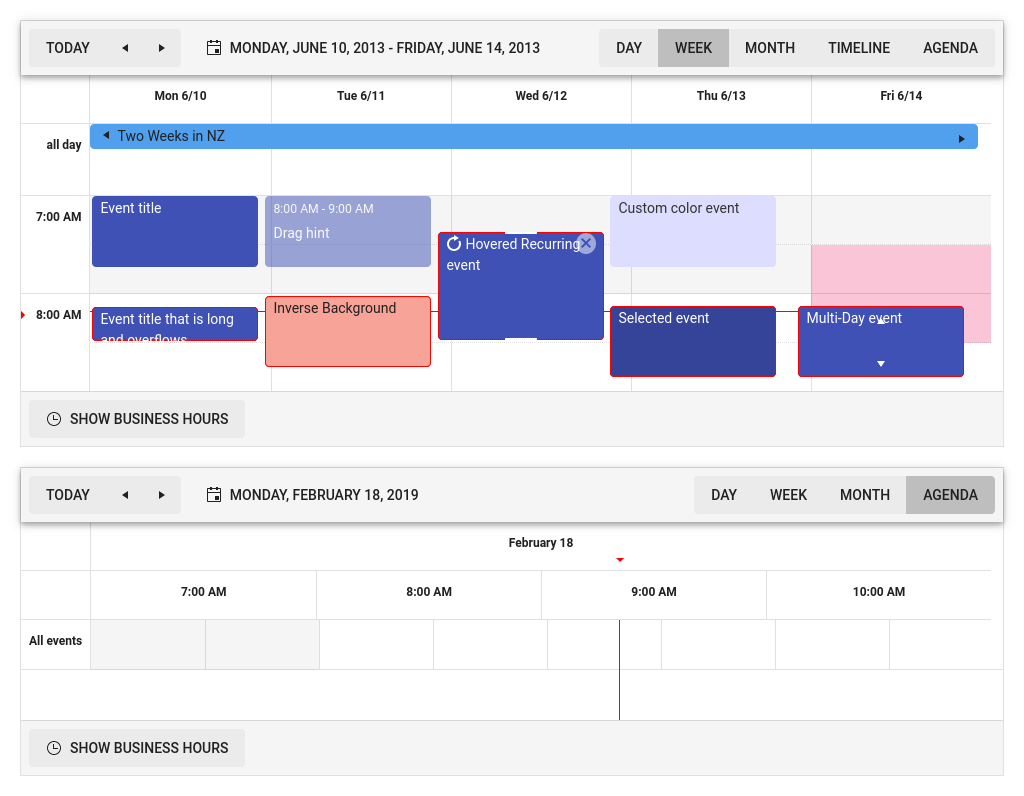 TODAY
MONDAY, JUNE 10, 2013 - FRIDAY, JUNE 14, 2013
DAY WEEK MONTH TIMELINE AGENDA
Mon 6/10 Tue 6/11 Wed 6/12 Thu 6/13 Fri 6/14
all day
Two Weeks in NZ
7:00 AM
Event title
8:00 AM - 9:00 AM
Drag hint
Hovered Recurring
event
Custom color event
8:00 AM
Event title that is long
and overflows
Inverse Background
Selected event
Multi-Day event
SHOW BUSINESS HOURS
TODAY
MONDAY, FEBRUARY 18, 2019
DAY WEEK MONTH AGENDA
February 18
7:00 AM 8:00 AM 9:00 AM 10:00 AM
All events
SHOW BUSINESS HOURS